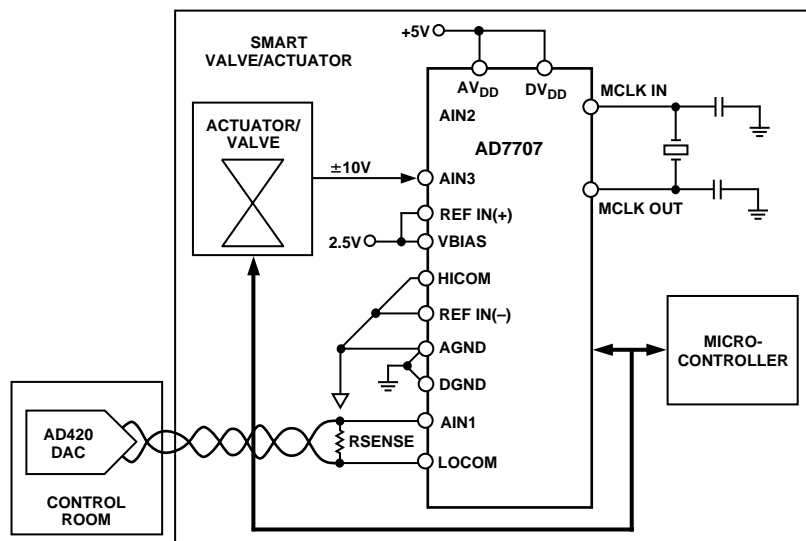 SMART
VALVE/ACTUATOR
+5V
AVDD
DVDD
MCLK IN
AIN2
AD7707
ACTUATOR/
VALVE
±10V
AIN3
REF IN(+)
2.5V
VBIAS
MCLK OUT
HICOM
REF IN(–)
AGND
DGND
MICRO-
CONTROLLER
AD420
DAC
AIN1
RSENSE
LOCOM
CONTROL
ROOM